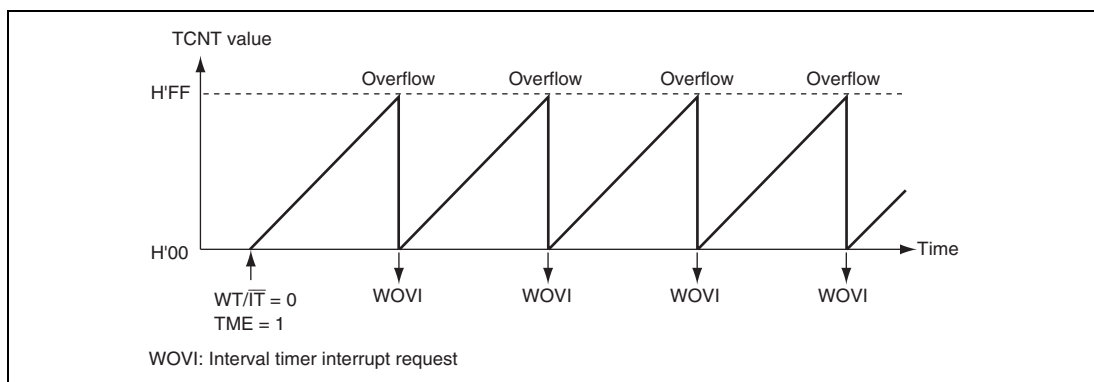 TCNT value
H'FF
Overflow Overflow Overflow Overflow
H'00
Time
WOVI WOVI WOVI WOVI
WT/I̅T̅ = 0
TME = 1
WOVI: Interval timer interrupt request